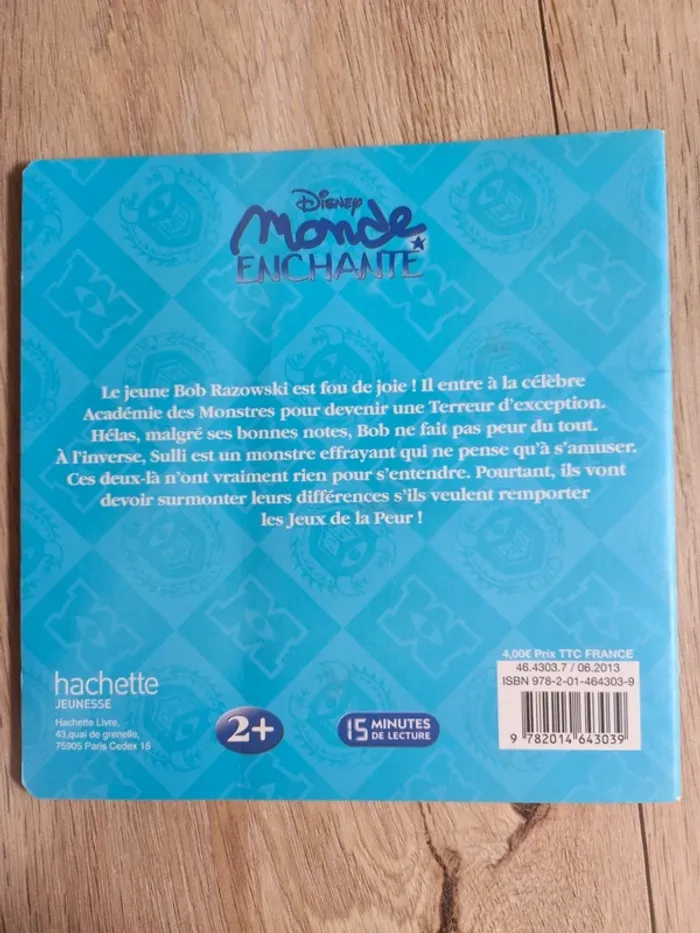 Disney
Monde
ENCHANTÉ
Le jeune Bob Razowski est fou de joie ! Il entre à la célèbre
Académie des Monstres pour devenir une Terreur d'exception.
Hélas, malgré ses bonnes notes, Bob ne fait pas peur du tout.
À l'inverse, Sulli est un monstre effrayant qui ne pense qu'à s'amuser.
Ces deux-là n'ont vraiment rien pour s'entendre. Pourtant, ils vont
devoir surmonter leurs différences s'ils veulent remporter
les Jeux de la Peur !
hachette
JEUNESSE
Hachette Livre,
43,quai de grenelle,
75905 Paris Cedex 15
2+
15 MINUTES
DE LECTURE
4,00€ Prix TTC FRANCE
46.4303.7 / 06.2013
ISBN 978-2-01-464303-9
9 782014 643039